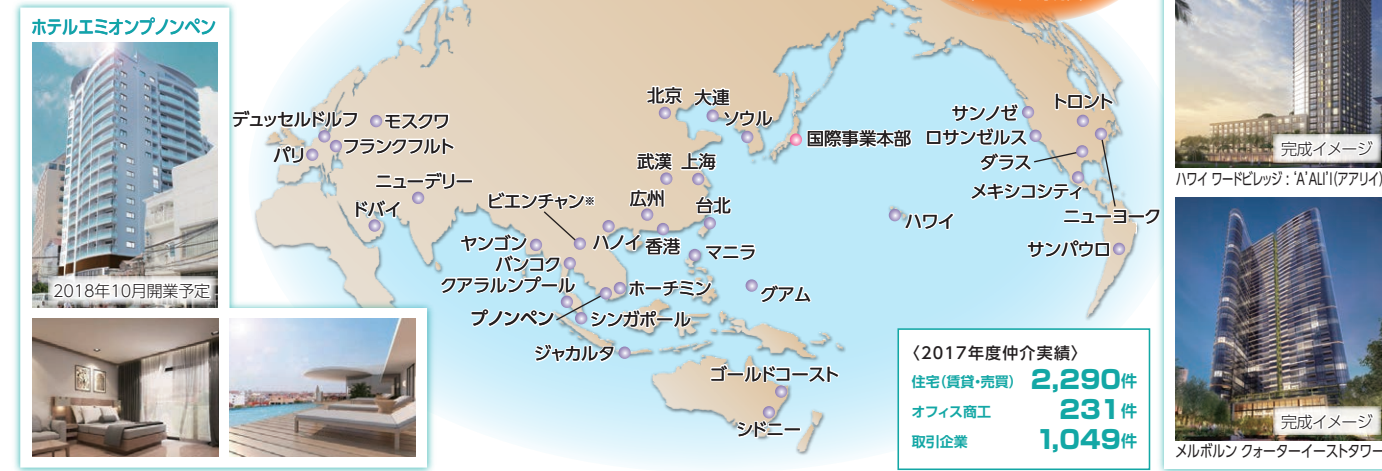 ホテルエミオンプノンペン
2018年10月開業予定
デュッセルドルフ
モスクワ
パリ
フランクフルト
ニューデリー
ドバイ
北京
大連
ソウル
国際事業本部
武漢
上海
ビエンチャン※
広州
台北
ヤンゴン
ハノイ
香港
マニラ
バンコク
クアラルンプール
ホーチミン
グアム
プノンペン
シンガポール
ジャカルタ
ゴールドコースト
シドニー
ハワイ
サンノゼ
トロント
ロサンゼルス
ダラス
メキシコシティ
ニューヨーク
サンパウロ
〈2017年度仲介実績〉
住宅(賃貸・売買) 2,290件
オフィス商工 231件
取引企業 1,049件
完成イメージ
ハワイ ワードビレッジ：‘A‘ALI‘I(アアリイ)
完成イメージ
メルボルン クォーターイーストタワー